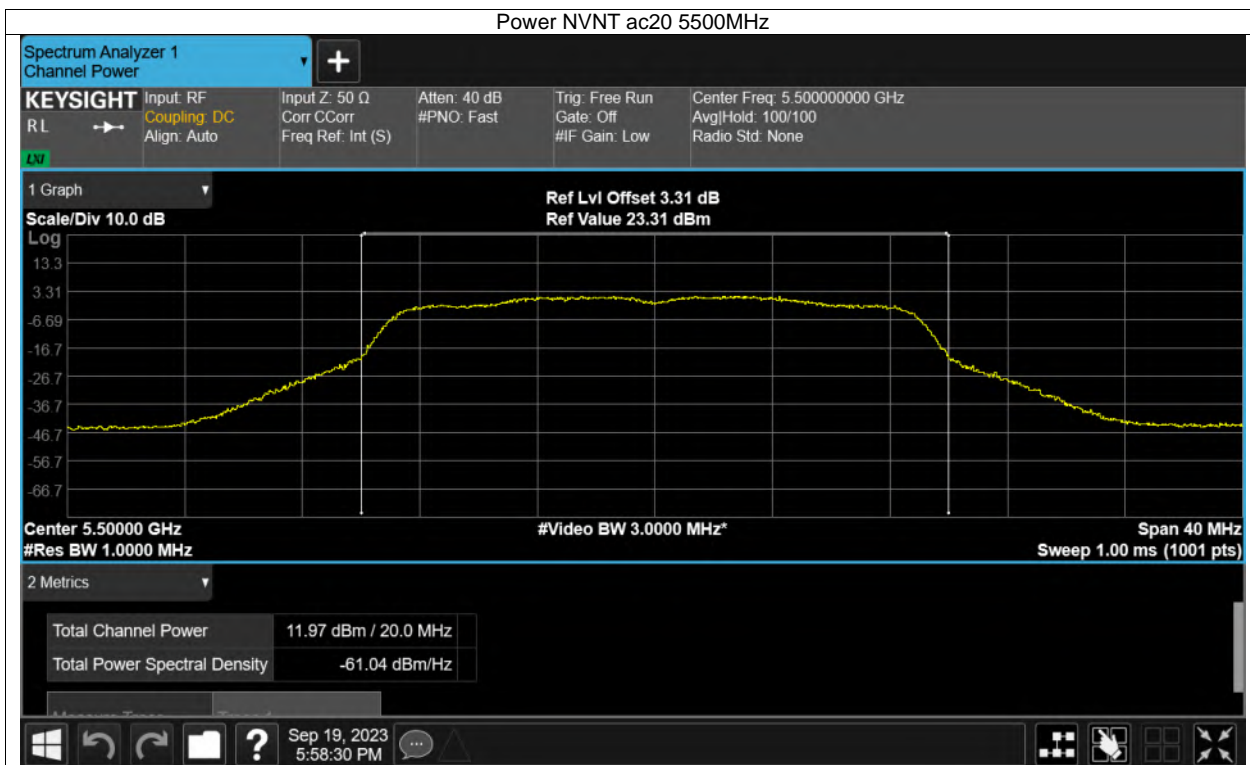 Power NVNT ac20 5500MHz
Spectrum Analyzer 1
Channel Power
+
KEYSIGHT
RL
LXI
Input: RF
Coupling: DC
Align: Auto
Input Z: 50 Ω
Corr CCorr
Freq Ref: Int (S)
Atten: 40 dB
#PNO: Fast
Trig: Free Run
Gate: Off
#IF Gain: Low
Center Freq: 5.500000000 GHz
Avg|Hold: 100/100
Radio Std: None
1 Graph
Scale/Div 10.0 dB
Ref Lvl Offset 3.31 dB
Ref Value 23.31 dBm
Log
13.3
3.31
-6.69
-16.7
-26.7
-36.7
-46.7
-56.7
-66.7
Center 5.50000 GHz
#Video BW 3.0000 MHz*
Span 40 MHz
#Res BW 1.0000 MHz
Sweep 1.00 ms (1001 pts)
2 Metrics
Total Channel Power 11.97 dBm / 20.0 MHz
Total Power Spectral Density -61.04 dBm/Hz
?
Sep 19, 2023
5:58:30 PM